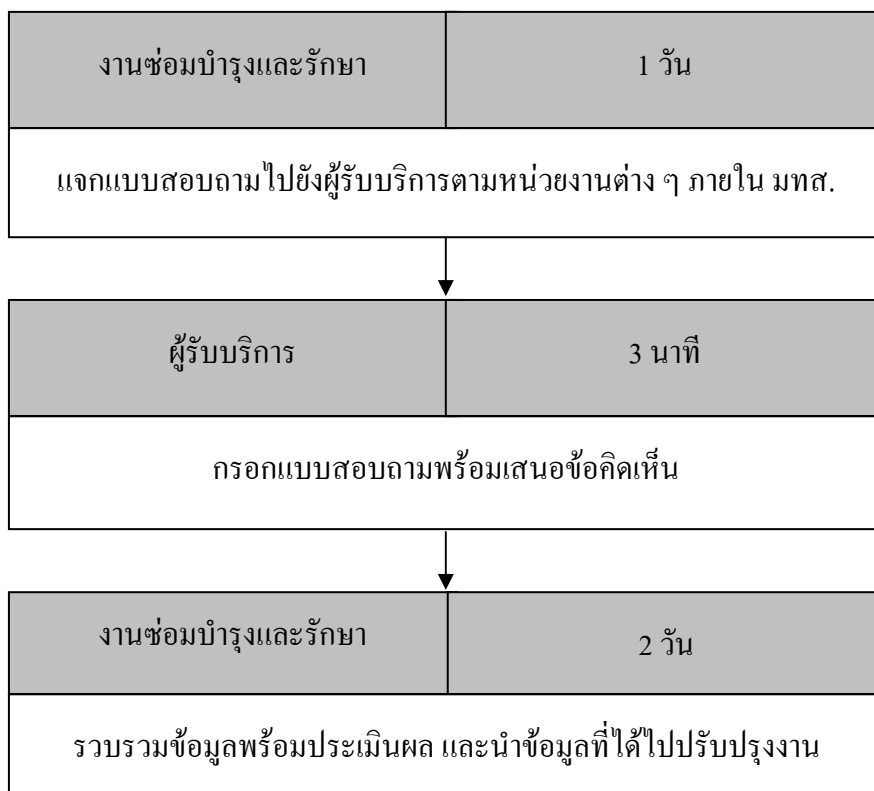 งานซ่อมบำรุงและรักษา
1 วัน
แจกแบบสอบถามไปยังผู้รับบริการตามหน่วยงานต่าง ๆ ภายใน มทส.
ผู้รับบริการ
3 นาที
กรอกแบบสอบถามพร้อมเสนอข้อคิดเห็น
งานซ่อมบำรุงและรักษา
2 วัน
รวบรวมข้อมูลพร้อมประเมินผล และนำข้อมูลที่ได้ไปปรับปรุงงาน